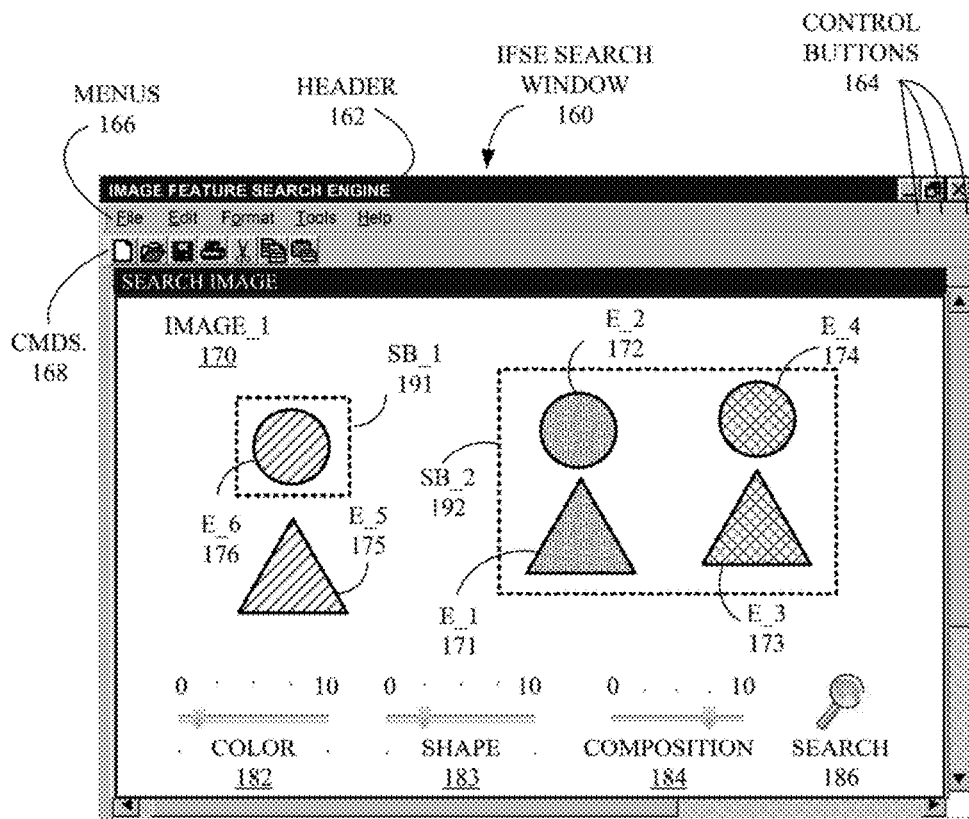 CONTROL
BUTTONS
164
IFSE SEARCH
WINDOW
160
HEADER
162
MENUS
166
IMAGE FEATURE SEARCH ENGINE
File Edit Format Tools Help
SEARCH IMAGE
CMDS.
168
IMAGE_1
170
SB_1
191
E_2
172
E_4
174
SB_2
192
E_6
176
E_5
175
E_1
171
E_3
173
0 10 0 10 0 10
COLOR SHAPE COMPOSITION SEARCH
182 183 184 186